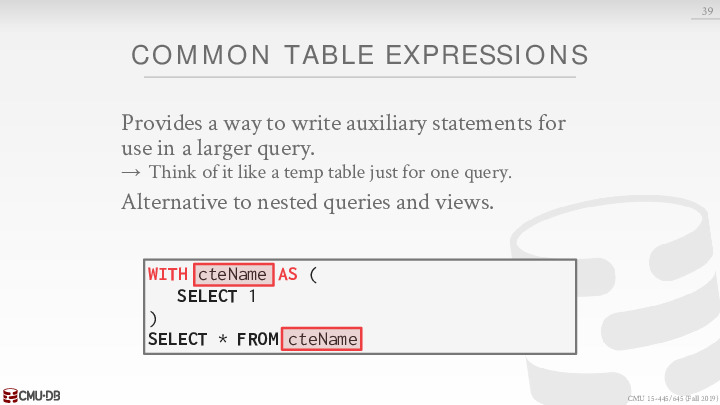 39
COMMON TABLE EXPRESSIONS
Provides a way to write auxiliary statements for
use in a larger query.
→ Think of it like a temp table just for one query.
Alternative to nested queries and views.
WITH cteName AS (
SELECT 1
)
SELECT * FROM cteName
CMU·DB
CMU 15-445/645 (Fall 2019)